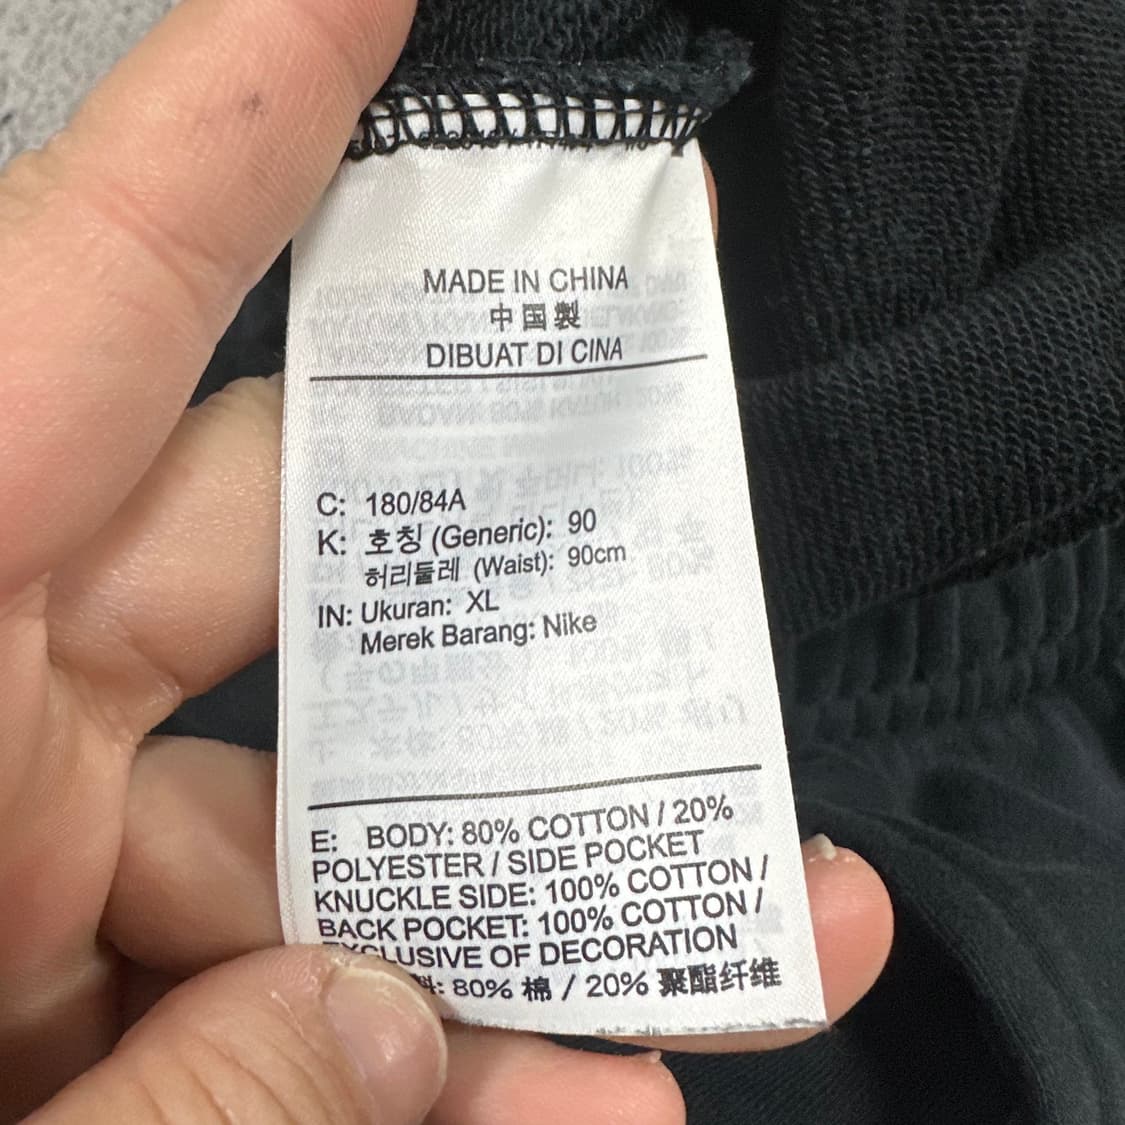 MADE IN CHINA
中国製
DIBUAT DI CINA
C: 180/84A
K: 호칭 (Generic): 90
허리둘레 (Waist): 90cm
IN: Ukuran: XL
Merek Barang: Nike
E: BODY: 80% COTTON / 20%
POLYESTER / SIDE POCKET
KNUCKLE SIDE: 100% COTTON /
BACK POCKET: 100% COTTON /
EXCLUSIVE OF DECORATION
料: 80% 棉 / 20% 聚酯纤维